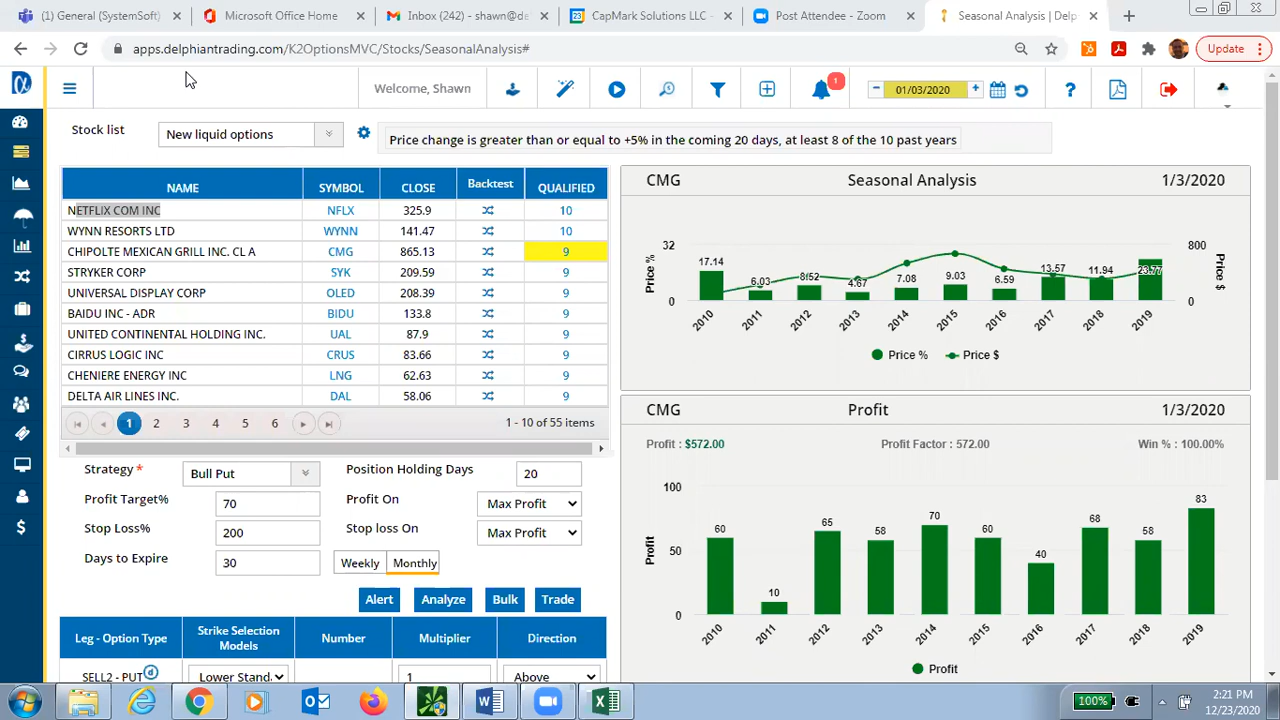 (1) General (SystemSoft)
Microsoft Office Home
Inbox (242) - shawn@de
CapMark Solutions LLC -
Post Attendee - Zoom
Seasonal Analysis | Delp
apps.delphiantrading.com/K2OptionsMVC/Stocks/SeasonalAnalysis#
Update
Welcome, Shawn
1
01/03/2020
Stock list
New liquid options
Price change is greater than or equal to +5% in the coming 20 days, at least 8 of the 10 past years
NAME SYMBOL CLOSE Backtest QUALIFIED
NETFLIX COM INC NFLX 325.9 10
WYNN RESORTS LTD WYNN 141.47 10
CHIPOLTE MEXICAN GRILL INC. CL A CMG 865.13 9
STRYKER CORP SYK 209.59 9
UNIVERSAL DISPLAY CORP OLED 208.39 9
BAIDU INC - ADR BIDU 133.8 9
UNITED CONTINENTAL HOLDING INC. UAL 87.9 9
CIRRUS LOGIC INC CRUS 83.66 9
CHENIERE ENERGY INC LNG 62.63 9
DELTA AIR LINES INC. DAL 58.06 9
1 2 3 4 5 6 1 - 10 of 55 items
Strategy * Bull Put Position Holding Days 20
Profit Target% 70 Profit On Max Profit
Stop Loss% 200 Stop loss On Max Profit
Days to Expire 30 Weekly Monthly
Alert Analyze Bulk Trade
Leg - Option Type Strike Selection Models Number Multiplier Direction
SELL2 - PUT d Lower Stand. 1 Above
CMG Seasonal Analysis 1/3/2020
Price %
32
0
17.14 6.03 8.52 4.67 7.08 9.03 6.59 13.57 11.94 23.77
800
0
Price $
2010 2011 2012 2013 2014 2015 2016 2017 2018 2019
Price % Price $
CMG Profit 1/3/2020
Profit : $572.00 Profit Factor : 572.00 Win % : 100.00%
Profit
100
50
0
60 10 65 58 70 60 40 68 58 83
2010 2011 2012 2013 2014 2015 2016 2017 2018 2019
Profit
100%
2:21 PM
12/23/2020